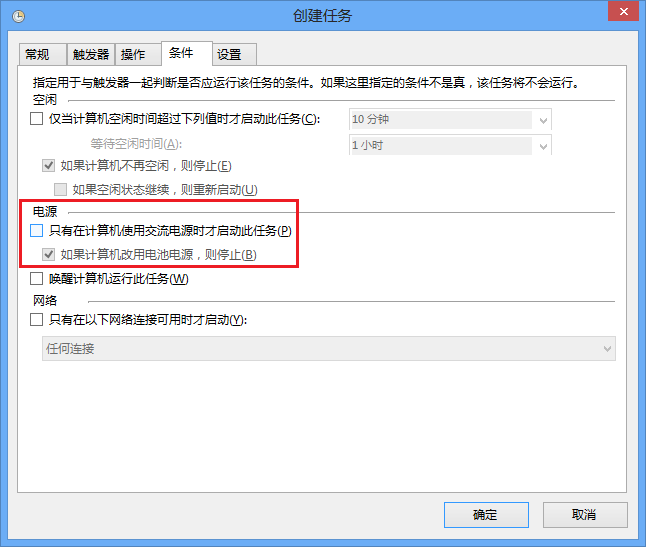 创建任务
常规 触发器 操作 条件 设置
指定用于与触发器一起判断是否应运行该任务的条件。如果这里指定的条件不是真，该任务将不会运行。
空闲
仅当计算机空闲时间超过下列值时才启动此任务(C): 10 分钟
等待空闲时间(A): 1 小时
如果计算机不再空闲，则停止(E)
如果空闲状态继续，则重新启动(U)
电源
只有在计算机使用交流电源时才启动此任务(P)
如果计算机改用电池电源，则停止(B)
唤醒计算机运行此任务(W)
网络
只有在以下网络连接可用时才启动(Y):
任何连接
确定 取消